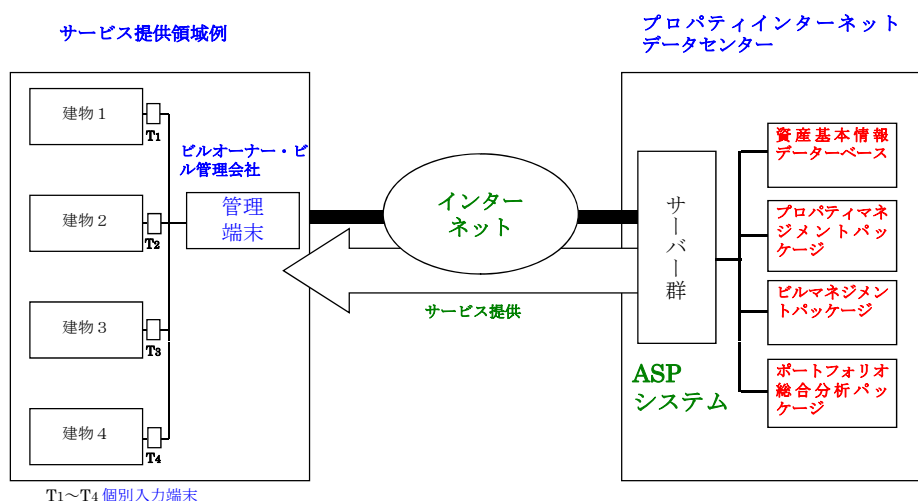 サービス提供領域例
プロパティインターネット
データセンター
建物１
T1
ビルオーナー・ビ
ル管理会社
建物２
T2
管理
端末
建物３
T3
建物４
T4
T1～T4 個別入力端末
インター
ネット
サービス提供
サーバー群
ASP
システム
資産基本情報
データーベース
プロパティマネ
ジメントパッ
ケージ
ビルマネジメン
トパッケージ
ポートフォリオ
総合分析パッ
ケージ